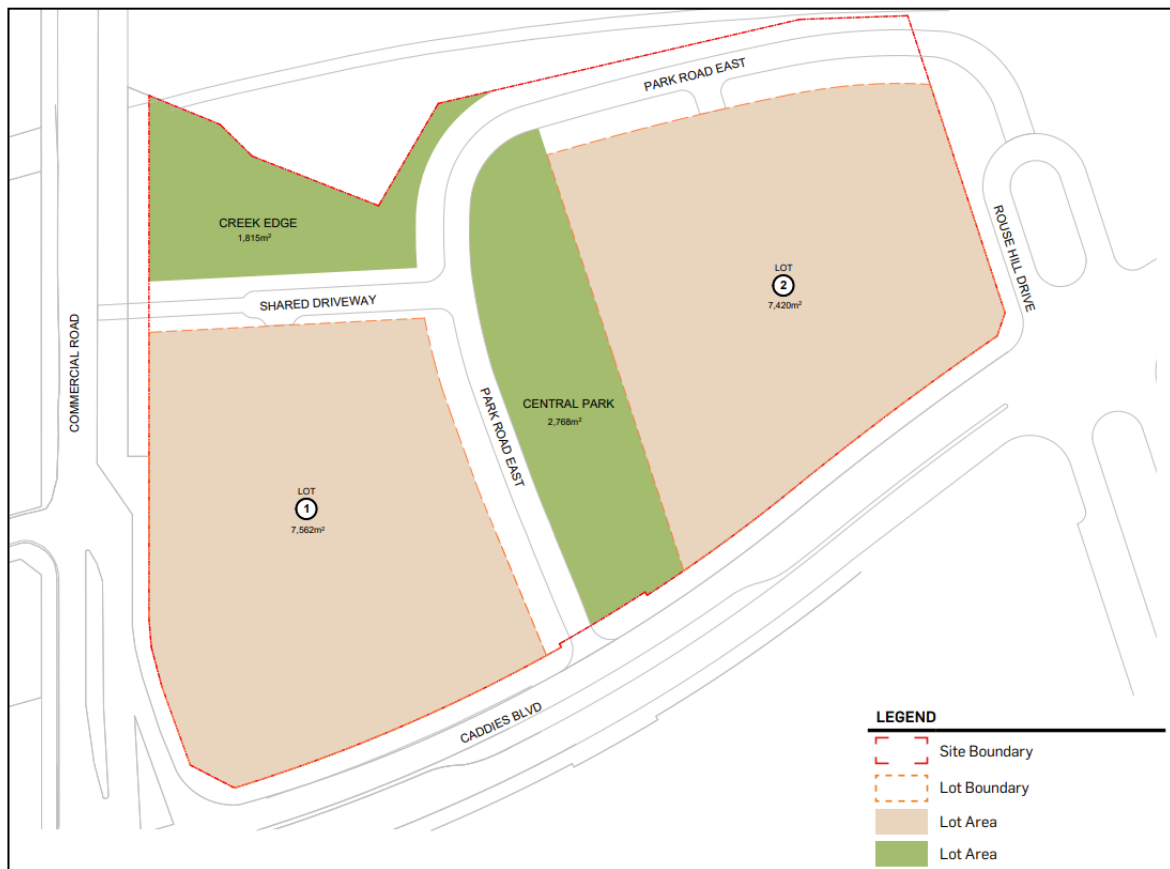 PARK ROAD EAST
CREEK EDGE
1,815m²
SHARED DRIVEWAY
LOT
2
7,420m²
ROUSE HILL DRIVE
COMMERCIAL ROAD
CENTRAL PARK
2,768m²
PARK ROAD EAST
LOT
1
7,562m²
CADDIES BLVD
LEGEND
Site Boundary
Lot Boundary
Lot Area
Lot Area